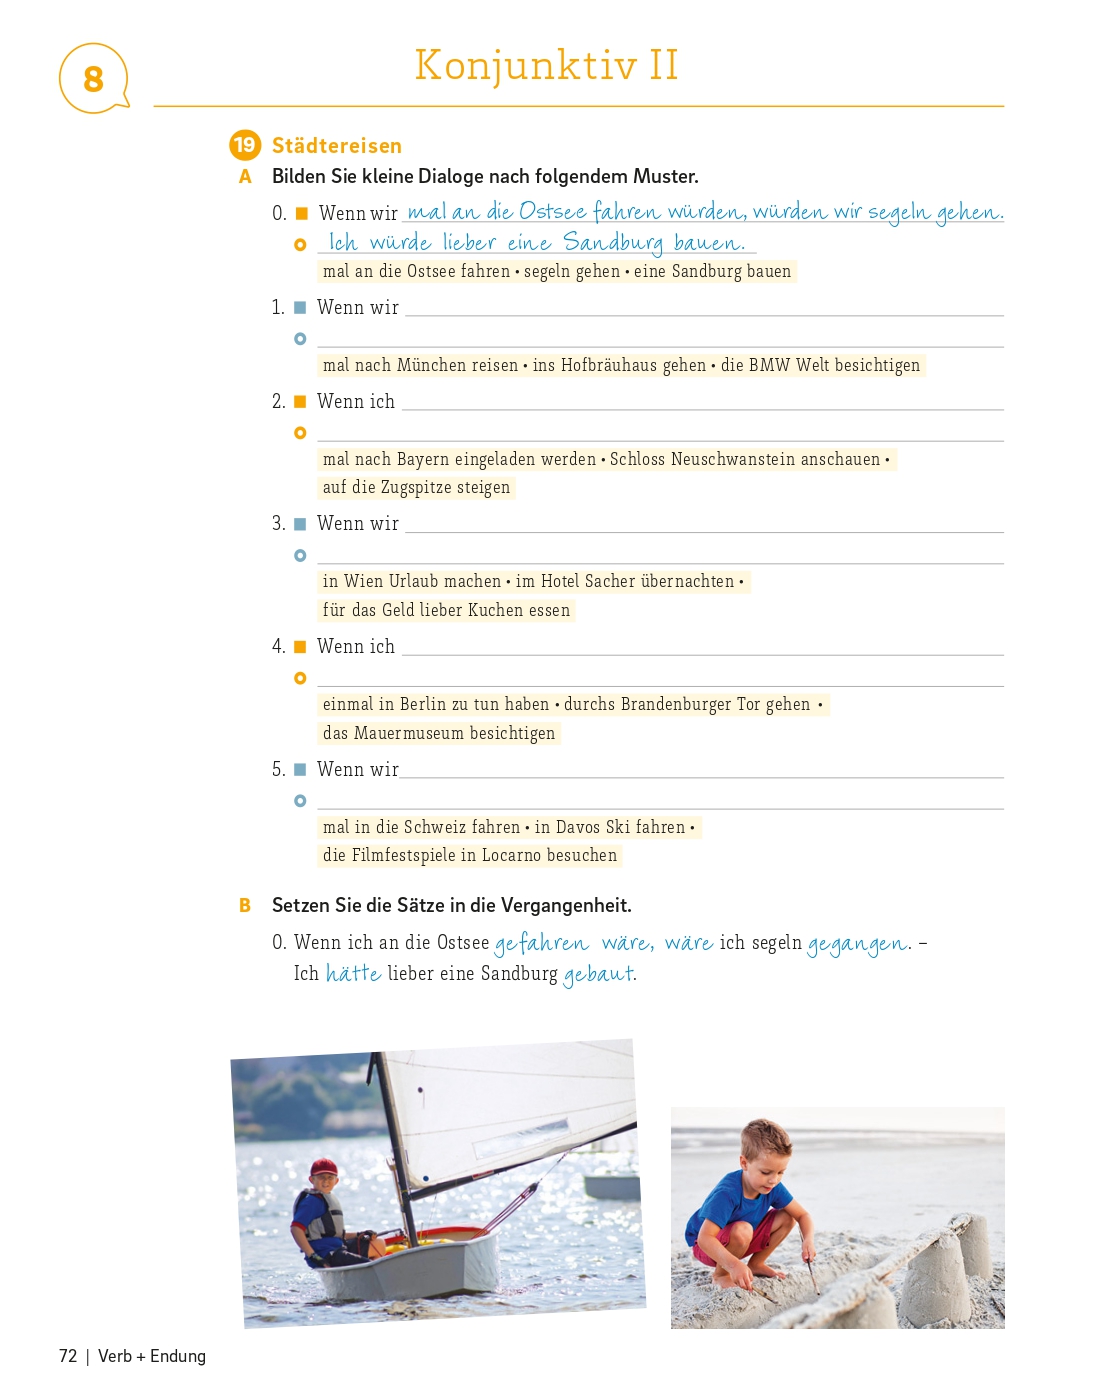 8
Konjunktiv II
19 Städtereisen
A Bilden Sie kleine Dialoge nach folgendem Muster.
0. Wenn wir mal an die Ostsee fahren würden, würden wir segeln gehen.
Ich würde lieber eine Sandburg bauen.
mal an die Ostsee fahren • segeln gehen • eine Sandburg bauen
1. Wenn wir
mal nach München reisen • ins Hofbräuhaus gehen • die BMW Welt besichtigen
2. Wenn ich
mal nach Bayern eingeladen werden • Schloss Neuschwanstein anschauen •
auf die Zugspitze steigen
3. Wenn wir
in Wien Urlaub machen • im Hotel Sacher übernachten •
für das Geld lieber Kuchen essen
4. Wenn ich
einmal in Berlin zu tun haben • durchs Brandenburger Tor gehen •
das Mauermuseum besichtigen
5. Wenn wir
mal in die Schweiz fahren • in Davos Ski fahren •
die Filmfestspiele in Locarno besuchen
B Setzen Sie die Sätze in die Vergangenheit.
0. Wenn ich an die Ostsee gefahren wäre, wäre ich segeln gegangen. –
Ich hätte lieber eine Sandburg gebaut.
72 | Verb + Endung